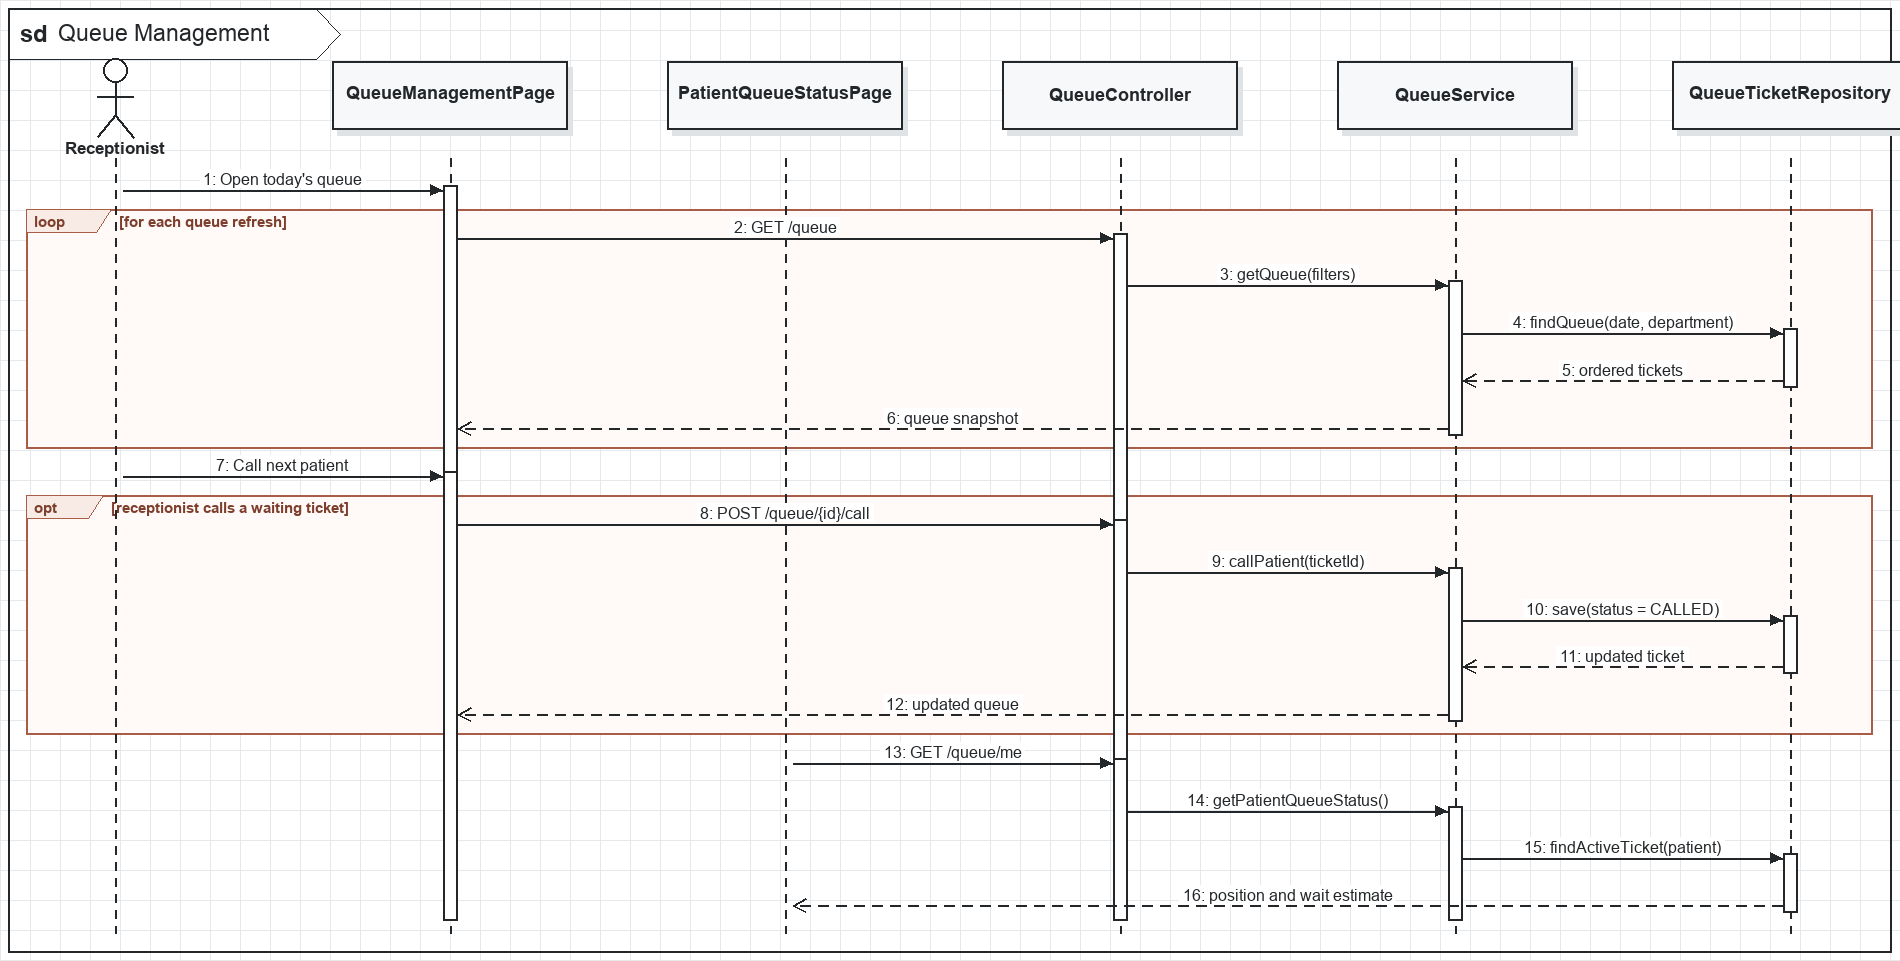 sd Queue Management
Receptionist
QueueManagementPage
PatientQueueStatusPage
QueueController
QueueService
QueueTicketRepository
1: Open today's queue
loop [for each queue refresh]
2: GET /queue
3: getQueue(filters)
4: findQueue(date, department)
5: ordered tickets
6: queue snapshot
7: Call next patient
opt [receptionist calls a waiting ticket]
8: POST /queue/{id}/call
9: callPatient(ticketId)
10: save(status = CALLED)
11: updated ticket
12: updated queue
13: GET /queue/me
14: getPatientQueueStatus()
15: findActiveTicket(patient)
16: position and wait estimate